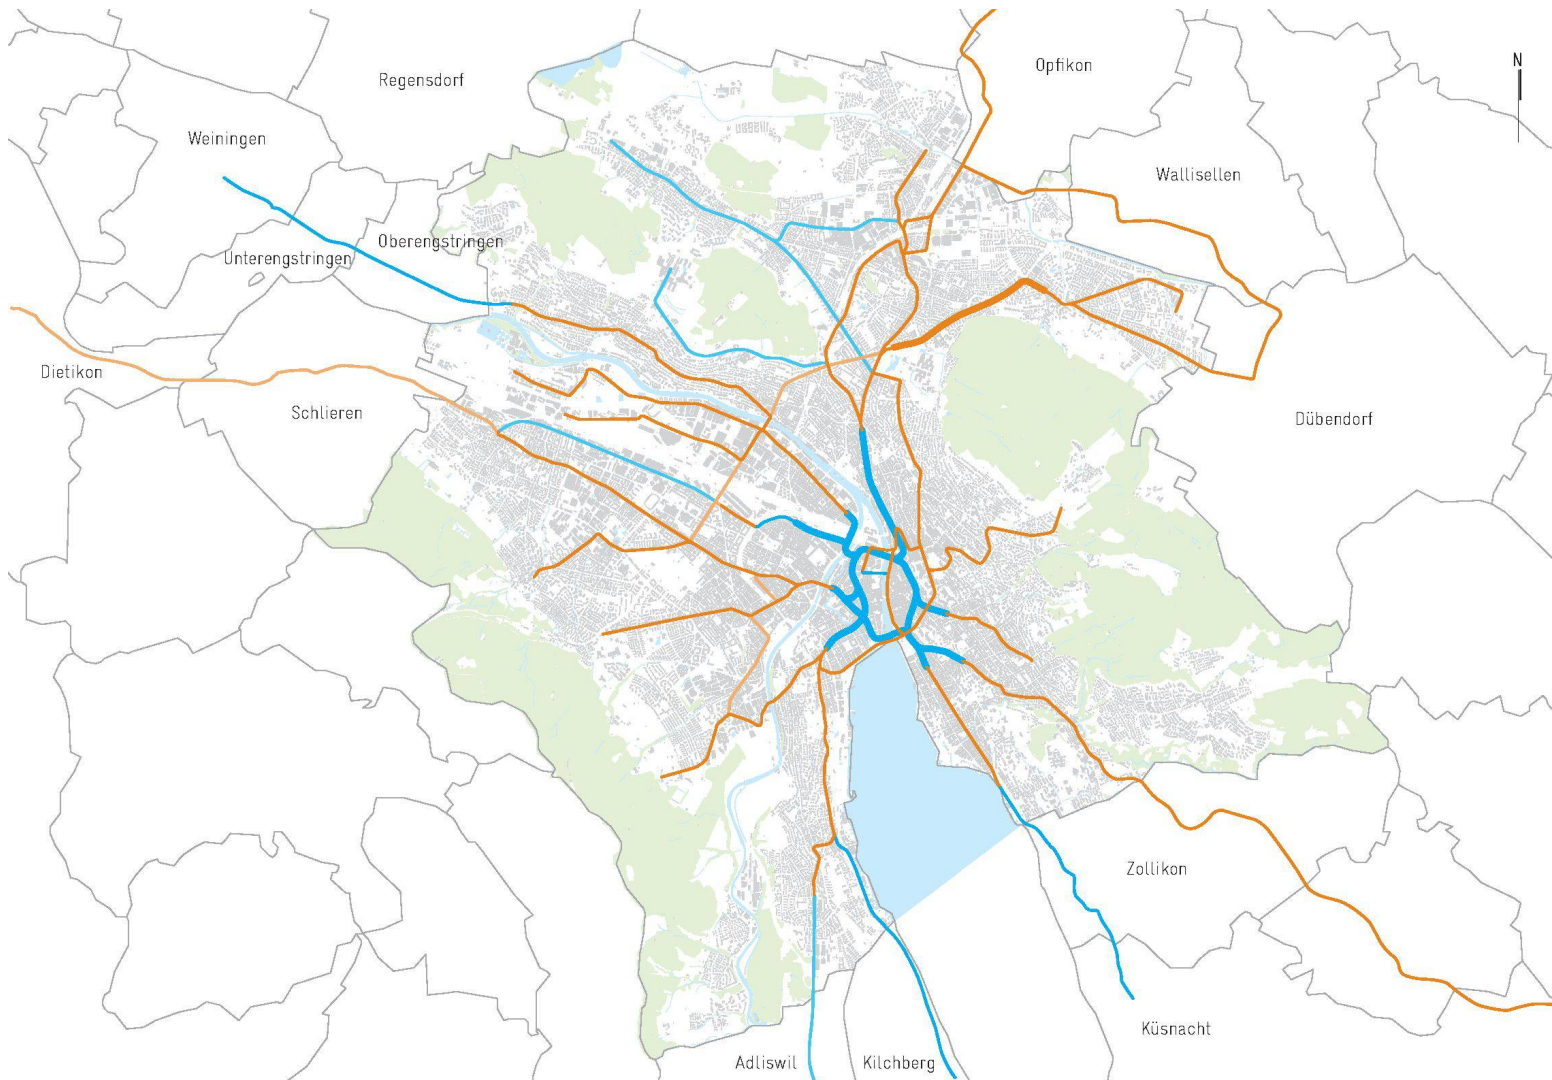 N
Opfikon
Regensdorf
Weiningen
Wallisellen
Oberengstringen
Unterengstringen
Dietikon
Schlieren
Dübendorf
Zollikon
Küsnacht
Adliswil
Kilchberg